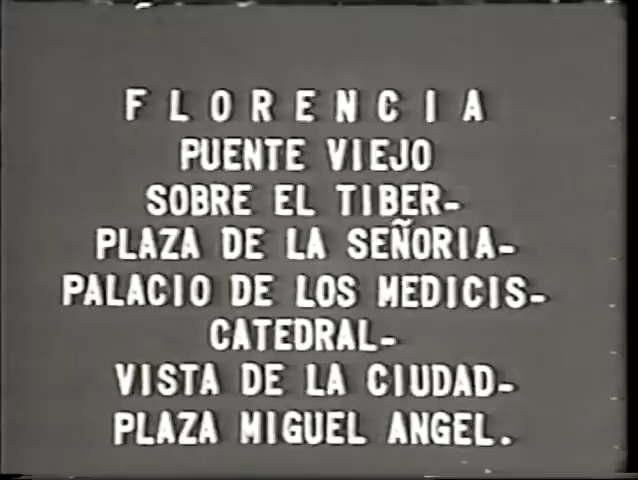 FLORENCIA
PUENTE VIEJO
SOBRE EL TIBER-
PLAZA DE LA SEÑORIA-
PALACIO DE LOS MEDICIS-
CATEDRAL-
VISTA DE LA CIUDAD-
PLAZA MIGUEL ANGEL.